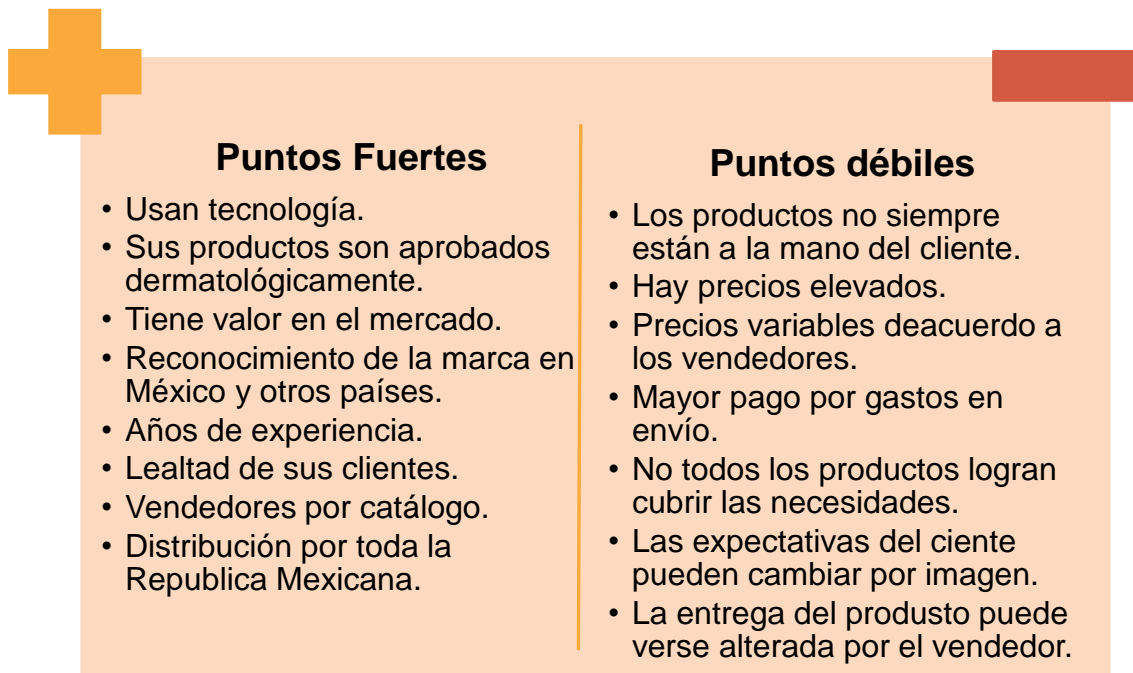 Puntos Fuertes
• Usan tecnología.
• Sus productos son aprobados
dermatológicamente.
• Tiene valor en el mercado.
• Reconocimiento de la marca en
México y otros países.
• Años de experiencia.
• Lealtad de sus clientes.
• Vendedores por catálogo.
• Distribución por toda la
Republica Mexicana.
Puntos débiles
• Los productos no siempre
están a la mano del cliente.
• Hay precios elevados.
• Precios variables deacuerdo a
los vendedores.
• Mayor pago por gastos en
envío.
• No todos los productos logran
cubrir las necesidades.
• Las expectativas del ciente
pueden cambiar por imagen.
• La entrega del produsto puede
verse alterada por el vendedor.